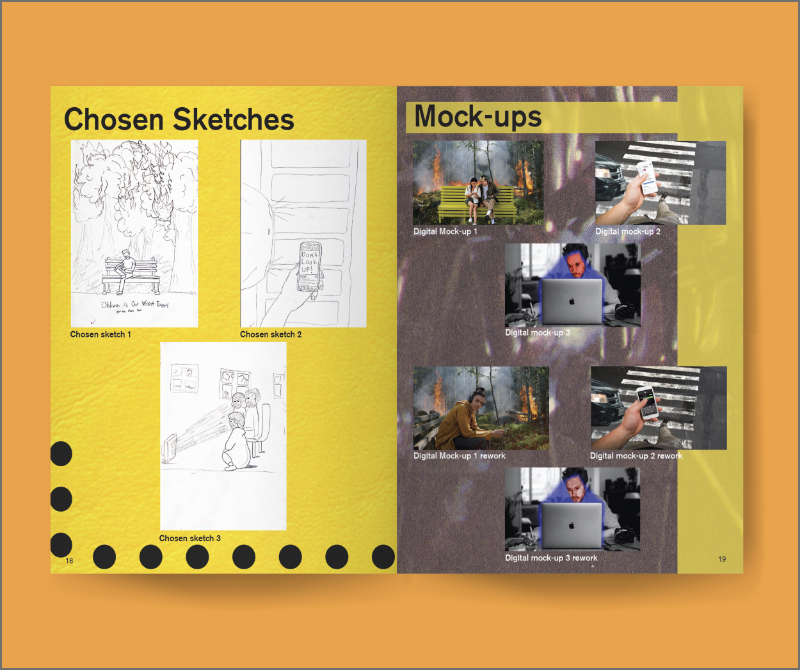 Chosen Sketches
Don't
Look
UP!
Oblivion is Our Worst Enemy
Chosen sketch 1
Chosen sketch 2
Chosen sketch 3
18
Mock-ups
Digital Mock-up 1
Digital mock-up 2
Digital mock-up 3
Digital Mock-up 1 rework
Digital mock-up 2 rework
Digital mock-up 3 rework
19